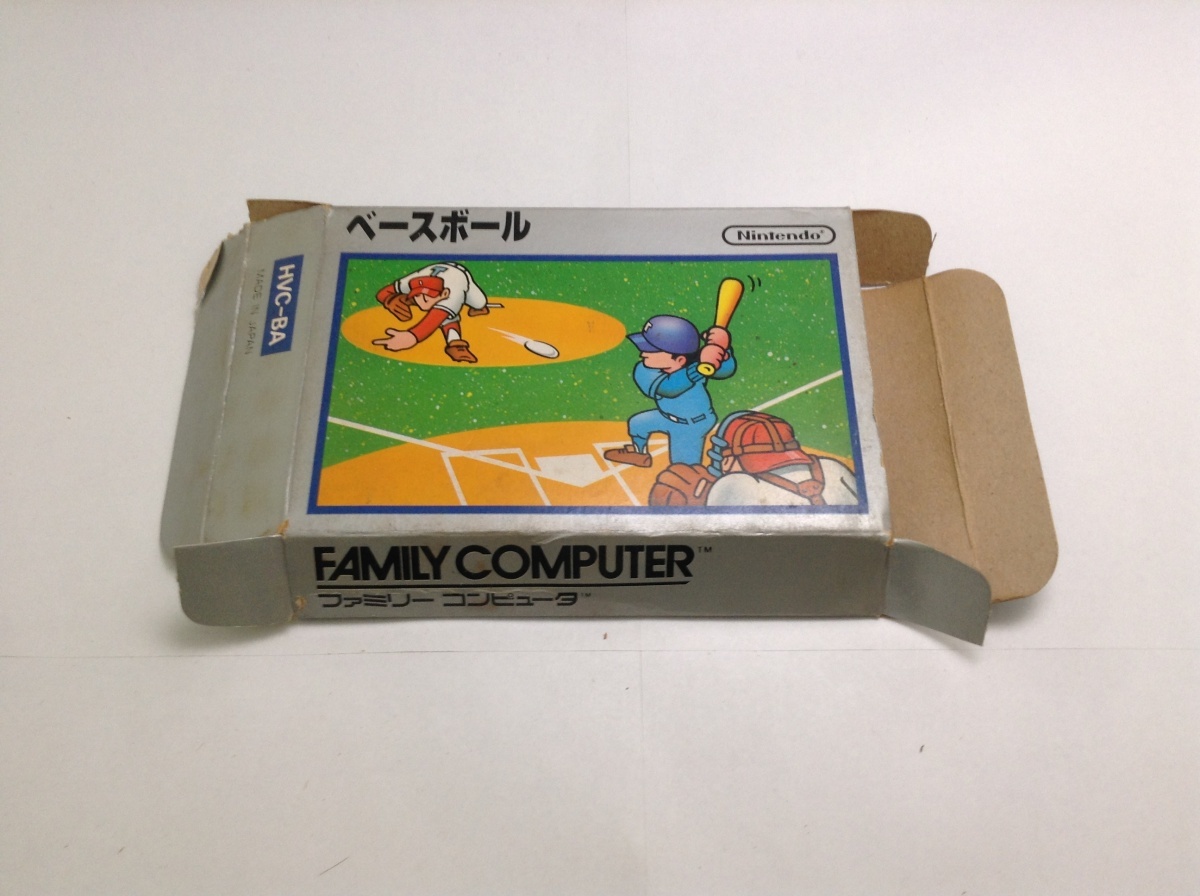 ベースボール
Nintendo®
HVC-BA
MADE IN JAPAN
T
T
FAMILY COMPUTER™
ファミリー コンピュータ™